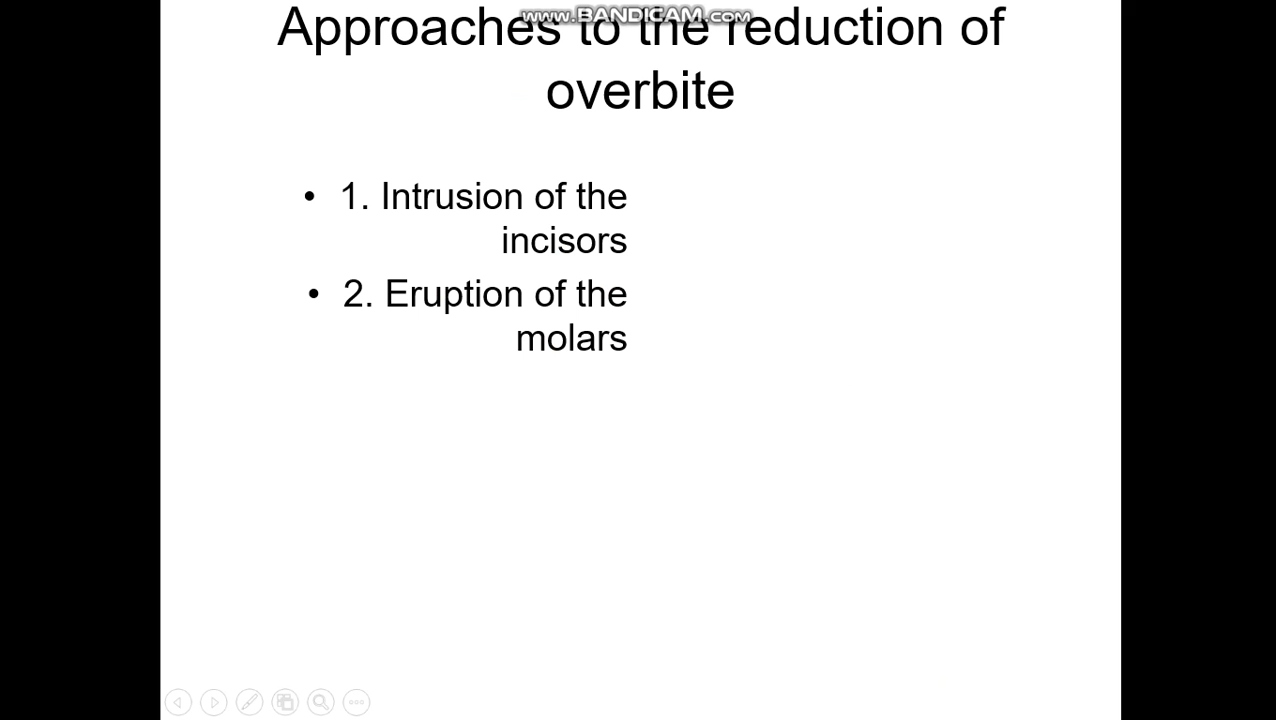 www.BANDICAM.com
Approaches to the reduction of
overbite
• 1. Intrusion of the
incisors
• 2. Eruption of the
molars